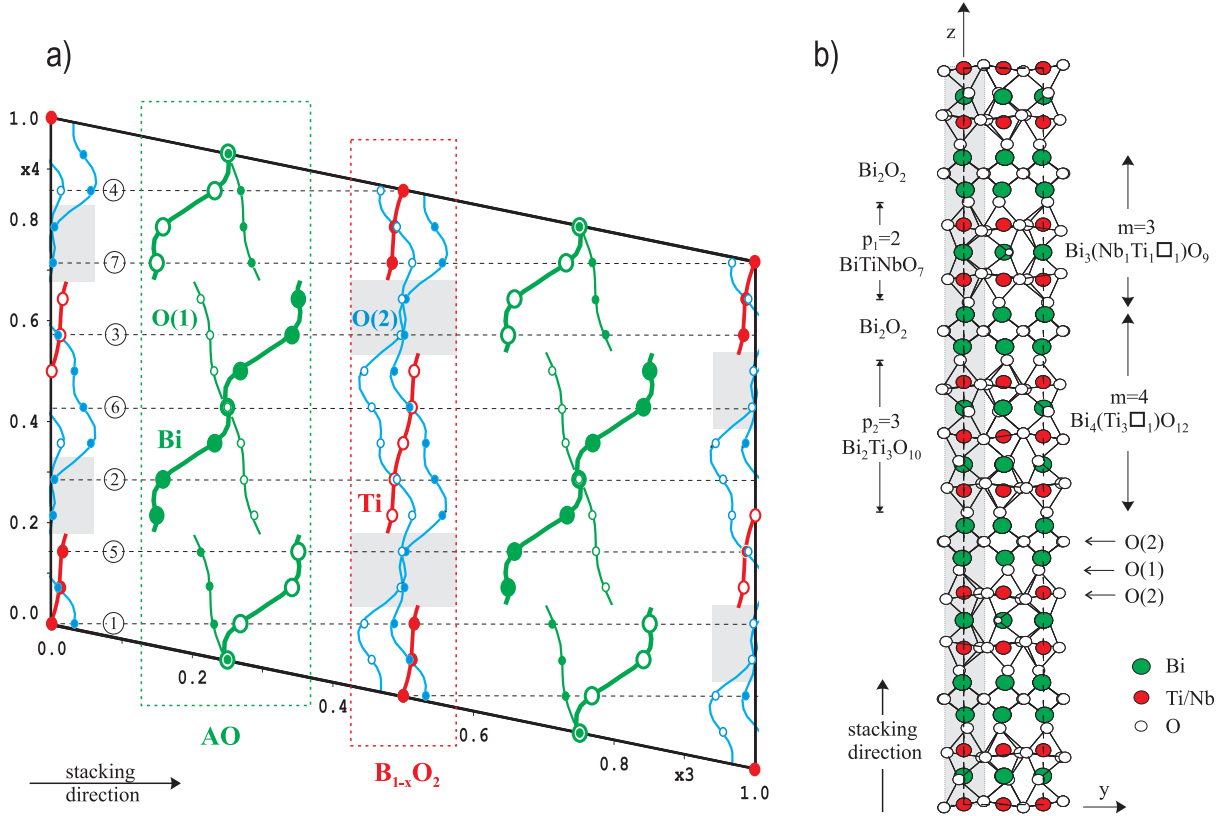 a)
1.0
x4
0.8
0.6
0.4
0.2
0.0
0.0
0.2
0.4
0.6
0.8
x3
1.0
4
7
3
6
2
5
1
O(1)
O(2)
Bi
Ti
AO
B1-xO2
stacking
direction
b)
z
Bi2O2
p1=2
BiTiNbO7
Bi2O2
p2=3
Bi2Ti3O10
m=3
Bi3(Nb1Ti1□1)O9
m=4
Bi4(Ti3□1)O12
O(2)
O(1)
O(2)
Bi
Ti/Nb
O
stacking
direction
y